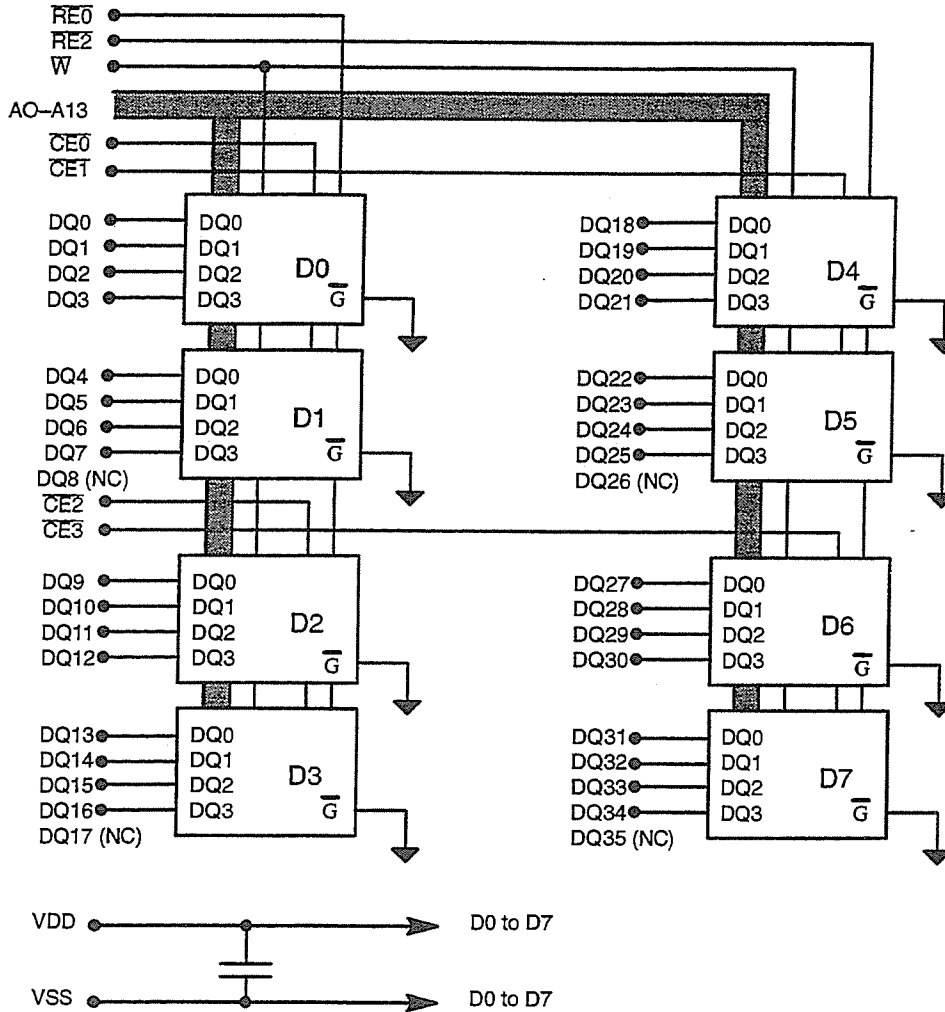 RE0
RE2
W
AO–A13
CE0
CE1
DQ0 DQ0
DQ1 DQ1
DQ2 DQ2
DQ3 DQ3
D0
G
DQ18 DQ0
DQ19 DQ1
DQ20 DQ2
DQ21 DQ3
D4
G
DQ4 DQ0
DQ5 DQ1
DQ6 DQ2
DQ7 DQ3
D1
G
DQ8 (NC)
DQ22 DQ0
DQ23 DQ1
DQ24 DQ2
DQ25 DQ3
D5
G
DQ26 (NC)
CE2
CE3
DQ9 DQ0
DQ10 DQ1
DQ11 DQ2
DQ12 DQ3
D2
G
DQ27 DQ0
DQ28 DQ1
DQ29 DQ2
DQ30 DQ3
D6
G
DQ13 DQ0
DQ14 DQ1
DQ15 DQ2
DQ16 DQ3
D3
G
DQ17 (NC)
DQ31 DQ0
DQ32 DQ1
DQ33 DQ2
DQ34 DQ3
D7
G
DQ35 (NC)
VDD D0 to D7
VSS D0 to D7